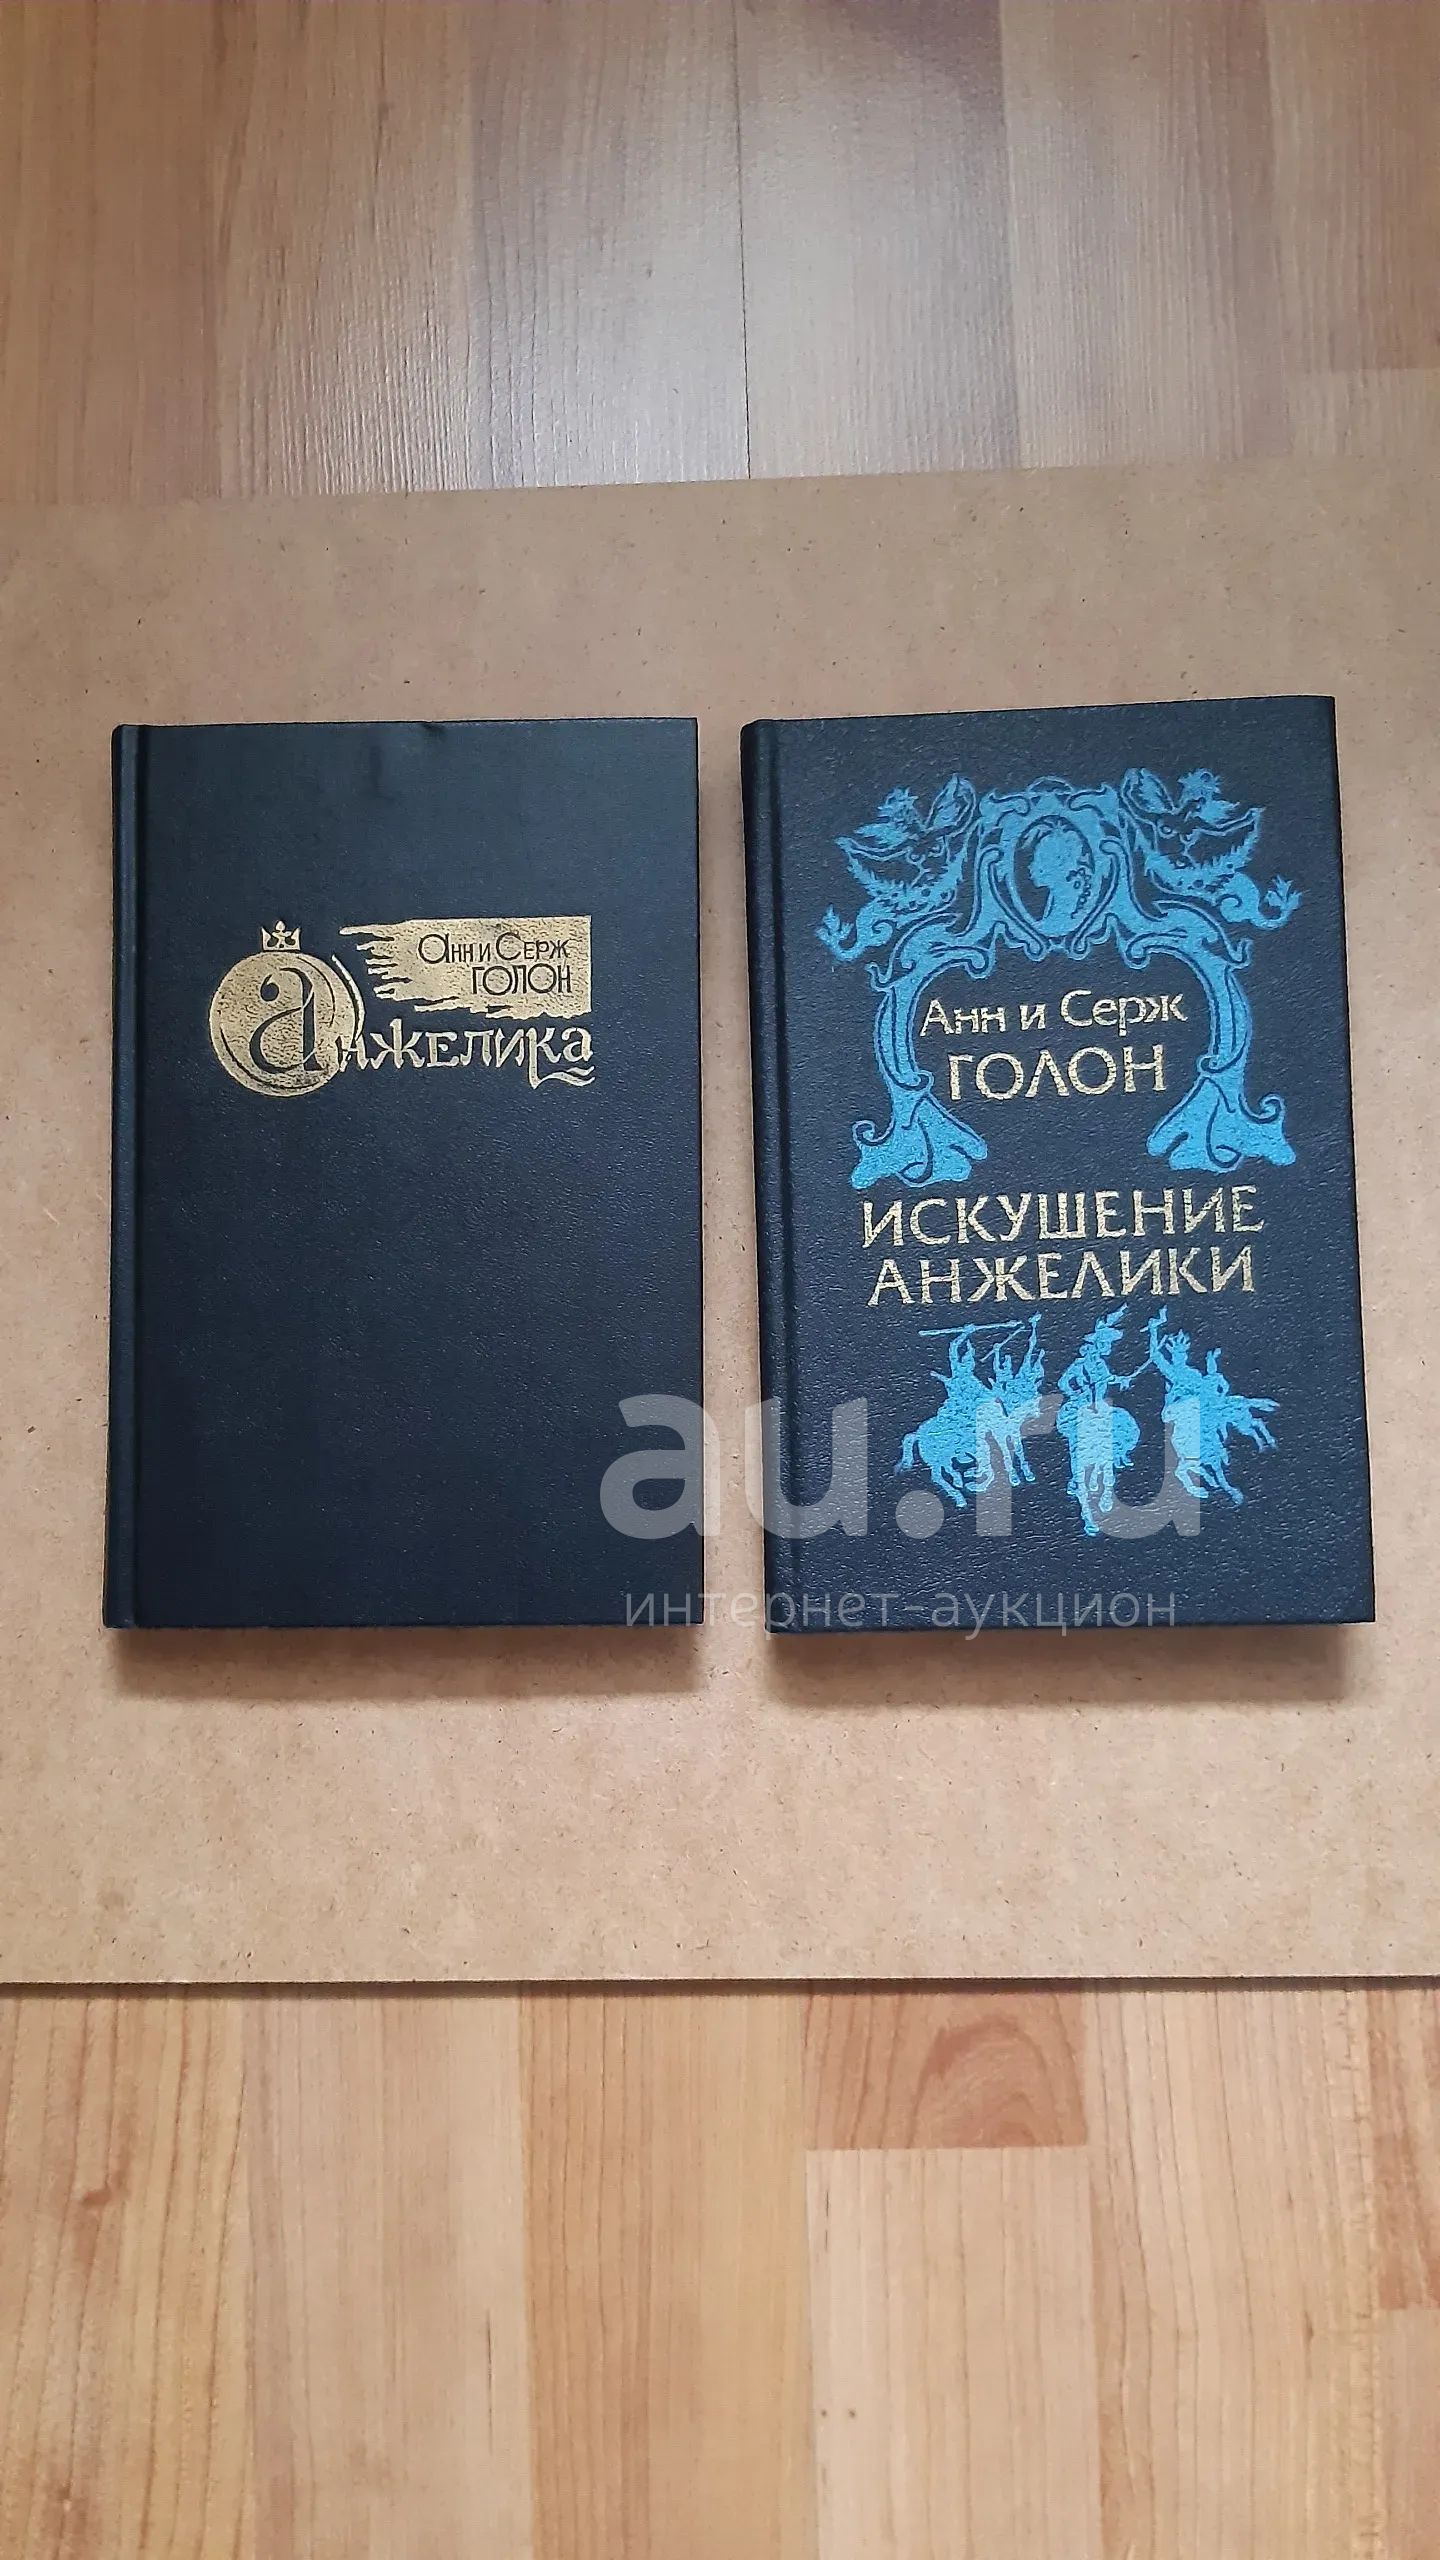 Анн и Серж
ГОЛОН
Анжелика
Анн и Серж
ГОЛОН
ИСКУШЕНИЕ
АНЖЕЛИКИ
au.ru
интернет-аукцион